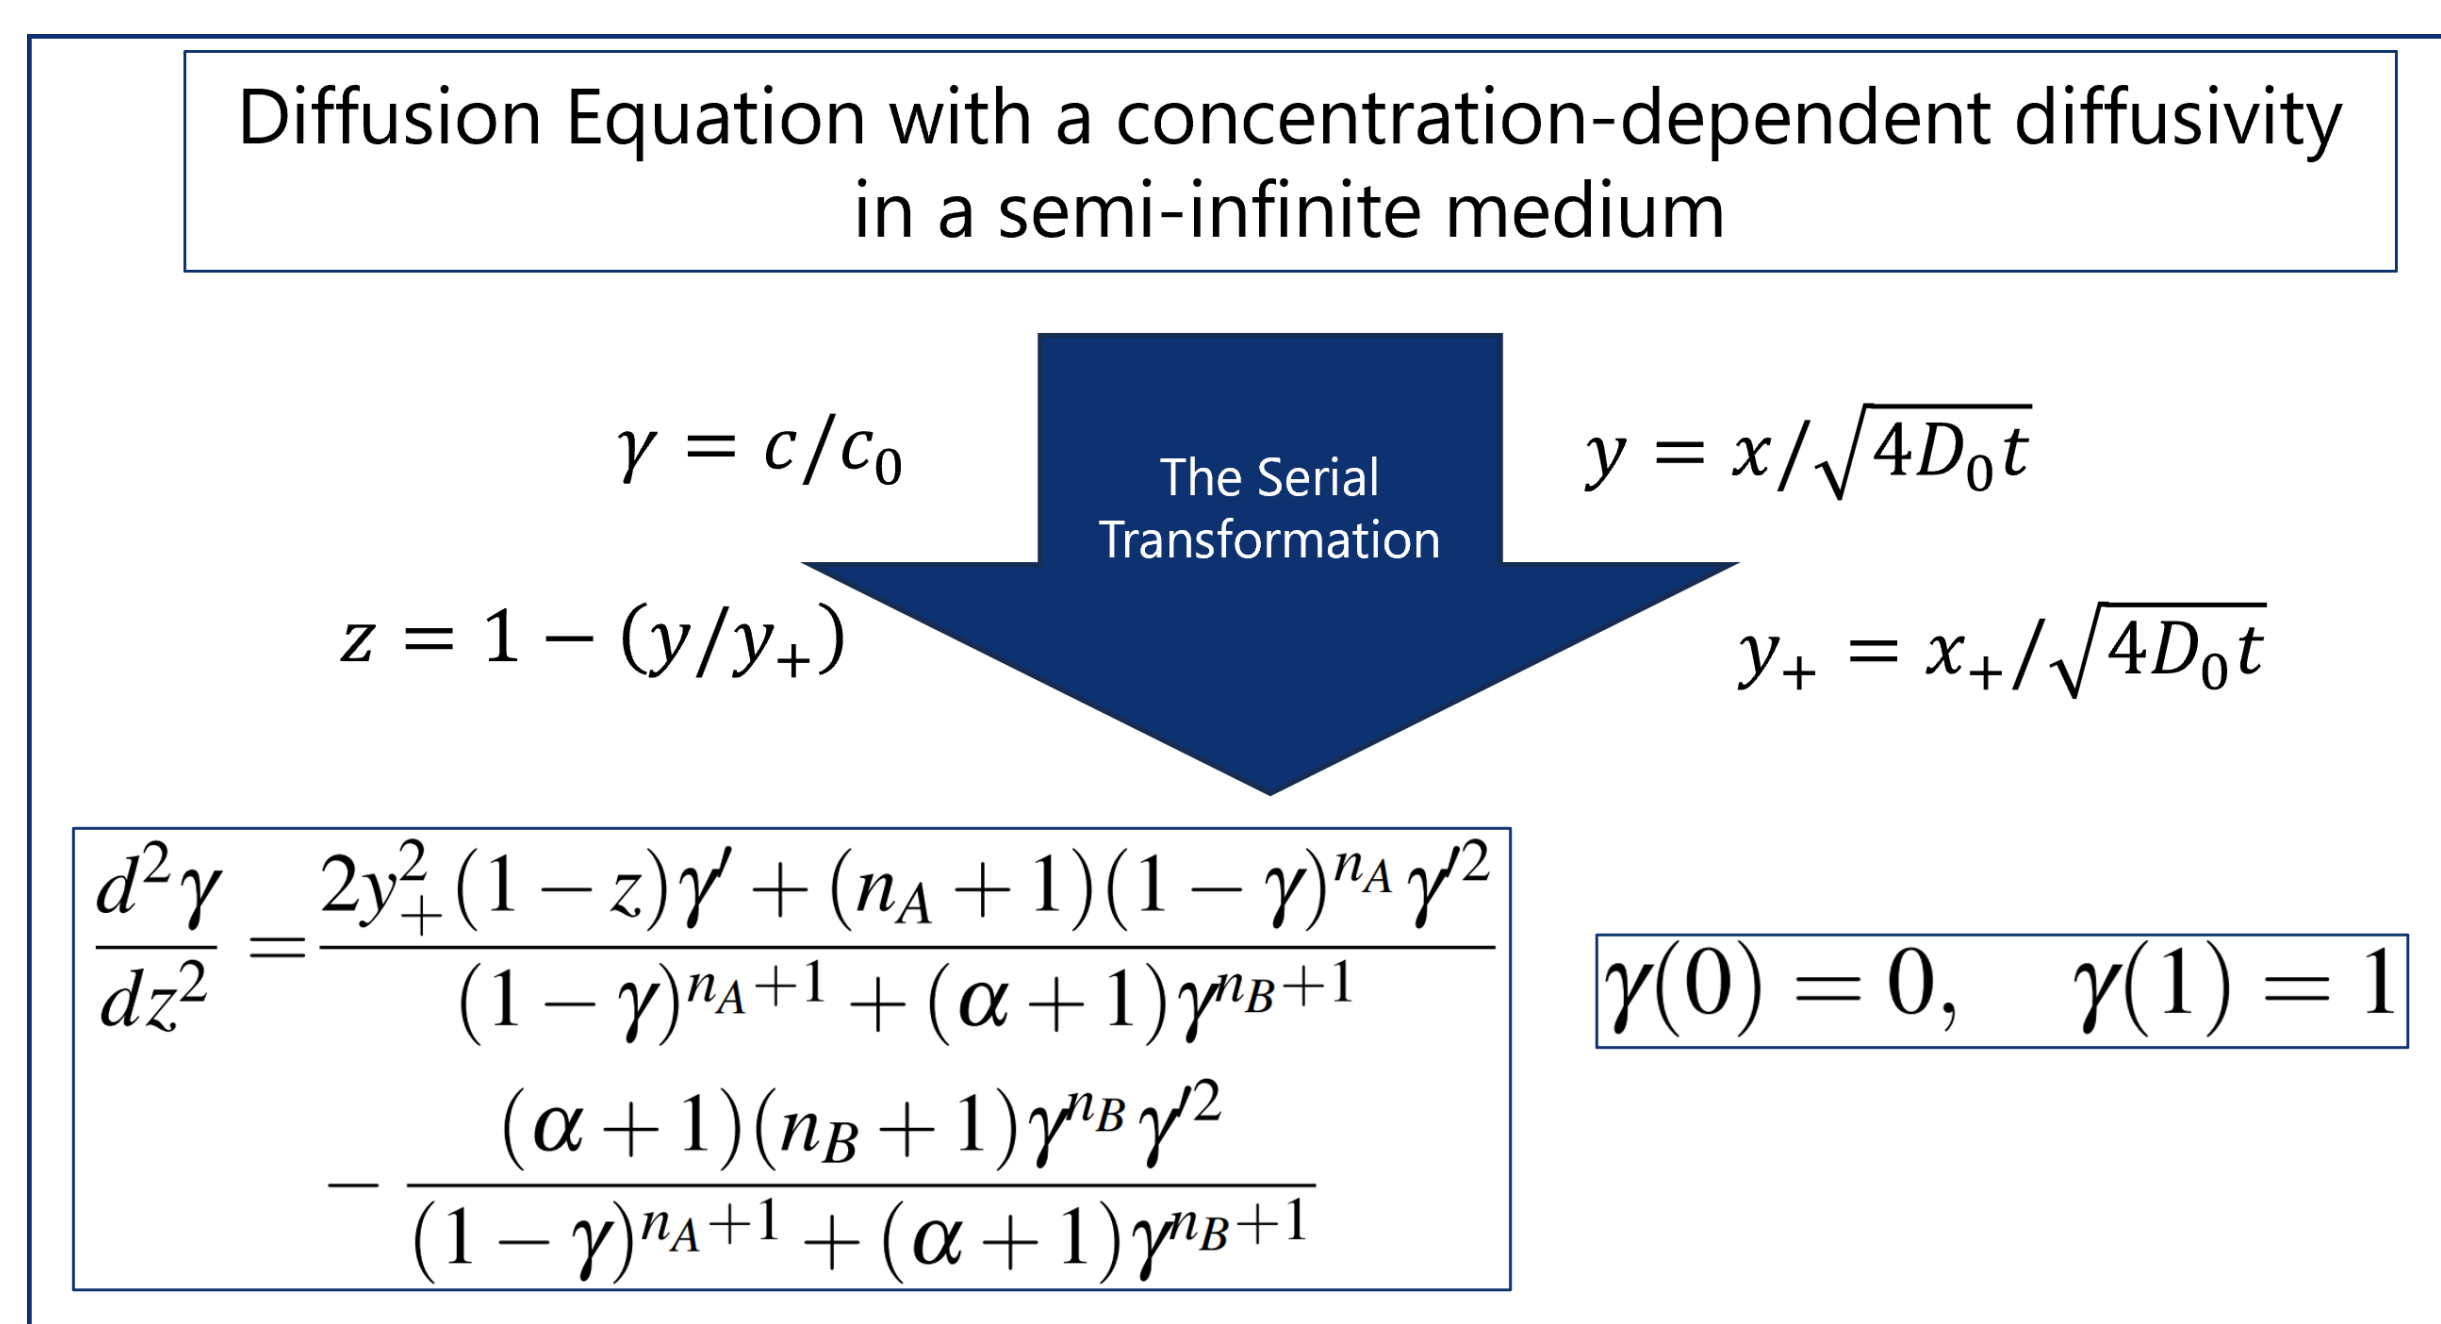 Diffusion Equation with a concentration-dependent diffusivity
in a semi-infinite medium
γ = c/c₀
The Serial
Transformation
y = x/√(4D₀t)
z = 1 − (y/y₊)
y₊ = x₊/√(4D₀t)
d²γ/dz² = [2y₊²(1 − z)γ′ + (n_A + 1)(1 − γ)^{n_A} γ′²] / [(1 − γ)^{n_A+1} + (α + 1)γ^{n_B+1}]
− [(α + 1)(n_B + 1)γ^{n_B} γ′²] / [(1 − γ)^{n_A+1} + (α + 1)γ^{n_B+1}]
γ(0) = 0, γ(1) = 1